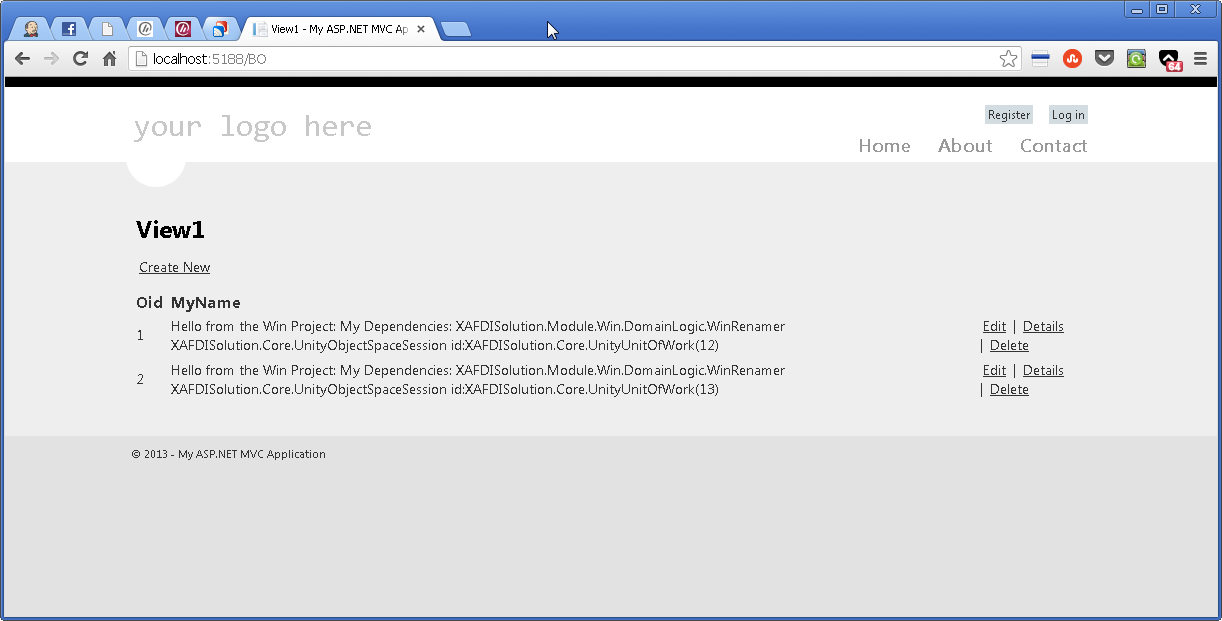 View1 - My ASP.NET MVC Ap
localhost:5188/BO
64
your logo here
Register Log in
Home About Contact
View1
Create New
Oid MyName
1 Hello from the Win Project: My Dependencies: XAFDISolution.Module.Win.DomainLogic.WinRenamer Edit | Details
XAFDISolution.Core.UnityObjectSpaceSession id:XAFDISolution.Core.UnityUnitOfWork(12) | Delete
2 Hello from the Win Project: My Dependencies: XAFDISolution.Module.Win.DomainLogic.WinRenamer Edit | Details
XAFDISolution.Core.UnityObjectSpaceSession id:XAFDISolution.Core.UnityUnitOfWork(13) | Delete
© 2013 - My ASP.NET MVC Application